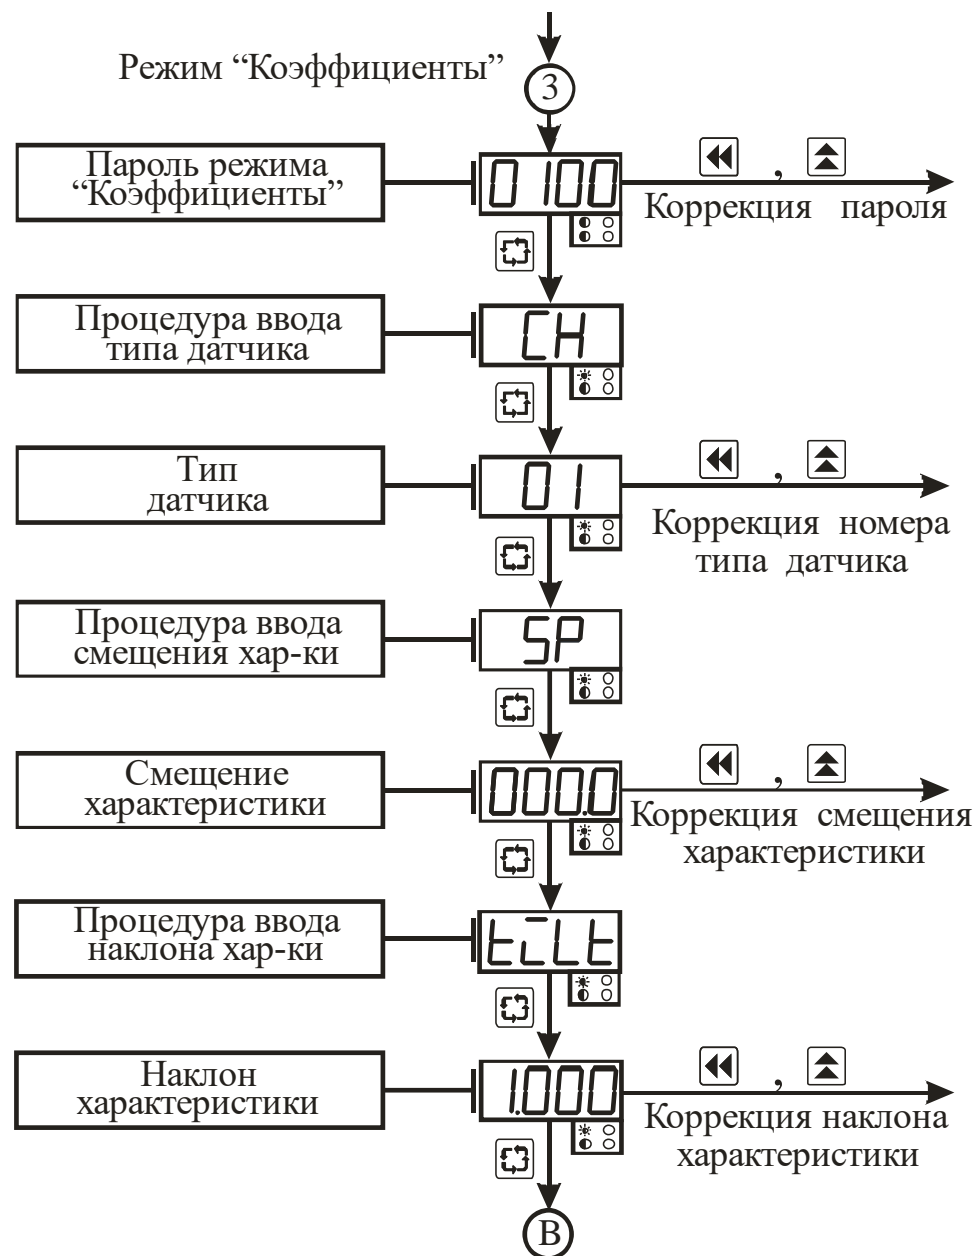 Режим “Коэффициенты”
3
Пароль режима
“Коэффициенты”
0100
,
Коррекция пароля
Процедура ввода
типа датчика
CH
Тип
датчика
01
,
Коррекция номера
типа датчика
Процедура ввода
смещения хар-ки
SP
Смещение
характеристики
000.0
,
Коррекция смещения
характеристики
Процедура ввода
наклона хар-ки
tiLt
Наклон
характеристики
1.000
,
Коррекция наклона
характеристики
В